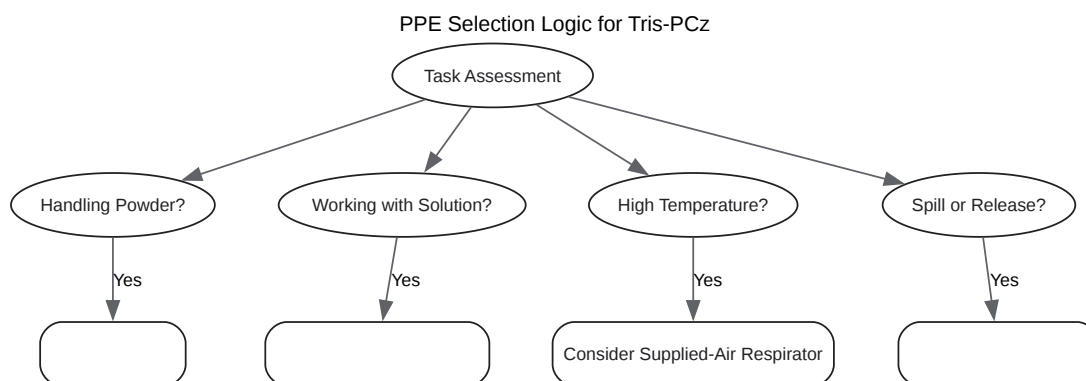 PPE Selection Logic for Tris-PCz
Task Assessment
Handling Powder?
Working with Solution?
High Temperature?
Spill or Release?
Yes
Yes
Yes
Yes
Consider Supplied-Air Respirator